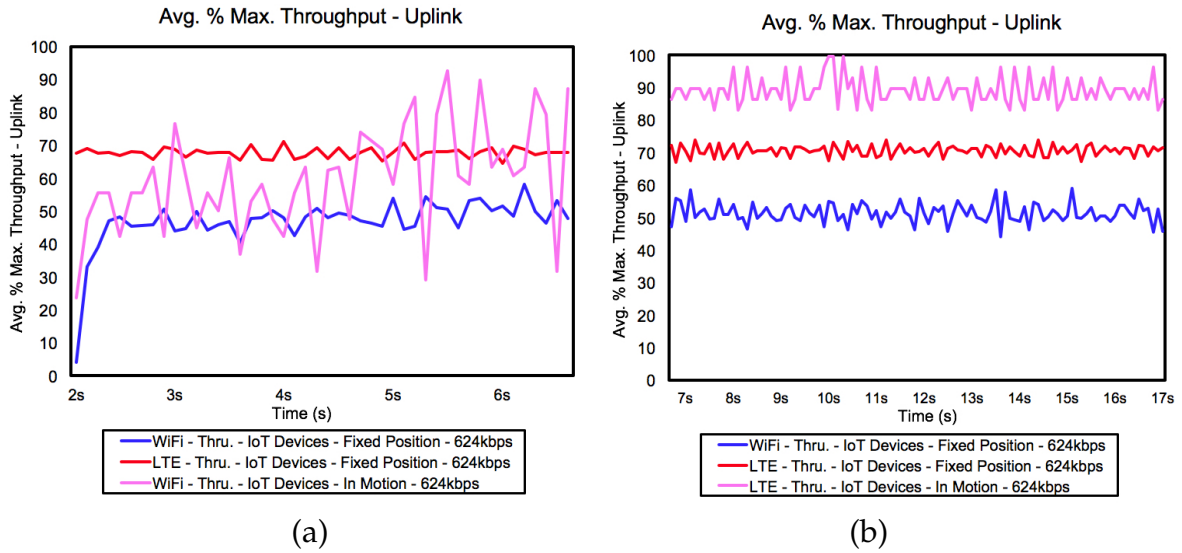 Avg. % Max. Throughput - Uplink
Avg. % Max. Throughput - Uplink
100
90
80
70
60
50
40
30
20
10
0
2s 3s 4s 5s 6s
Time (s)
WiFi - Thru. - IoT Devices - Fixed Position - 624kbps
LTE - Thru. - IoT Devices - Fixed Position - 624kbps
WiFi - Thru. - IoT Devices - In Motion - 624kbps
(a)
Avg. % Max. Throughput - Uplink
Avg. % Max. Throughput - Uplink
100
90
80
70
60
50
40
30
20
10
0
7s 8s 9s 10s 11s 12s 13s 14s 15s 16s 17s
Time (s)
WiFi - Thru. - IoT Devices - Fixed Position - 624kbps
LTE - Thru. - IoT Devices - Fixed Position - 624kbps
LTE - Thru. - IoT Devices - In Motion - 624kbps
(b)